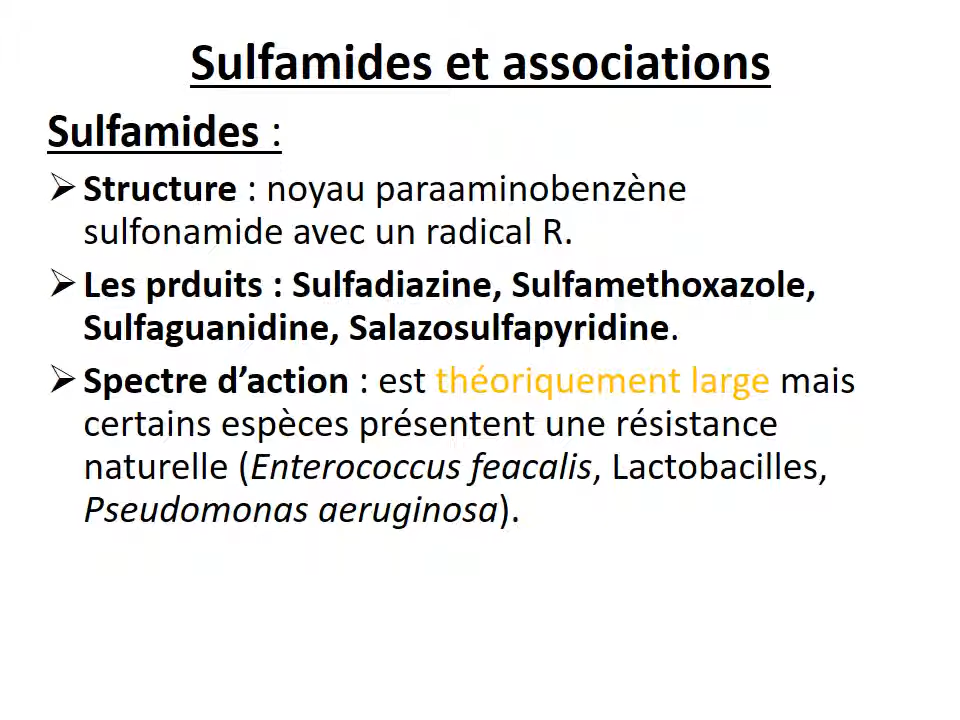 Sulfamides et associations
Sulfamides :
➢ Structure : noyau paraaminobenzène
sulfonamide avec un radical R.
➢ Les prduits : Sulfadiazine, Sulfamethoxazole,
Sulfaguanidine, Salazosulfapyridine.
➢ Spectre d’action : est théoriquement large mais
certains espèces présentent une résistance
naturelle (Enterococcus feacalis, Lactobacilles,
Pseudomonas aeruginosa).